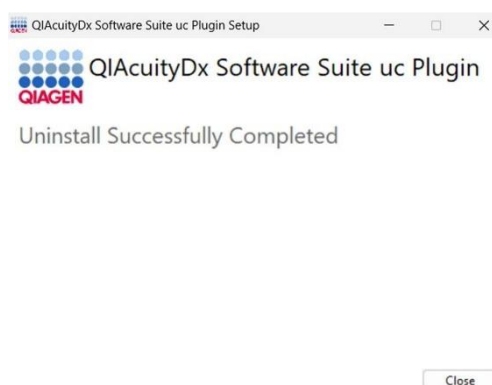 QIAcuityDx Software Suite uc Plugin Setup
QIAcuityDx Software Suite uc Plugin
QIAGEN
Uninstall Successfully Completed
Close